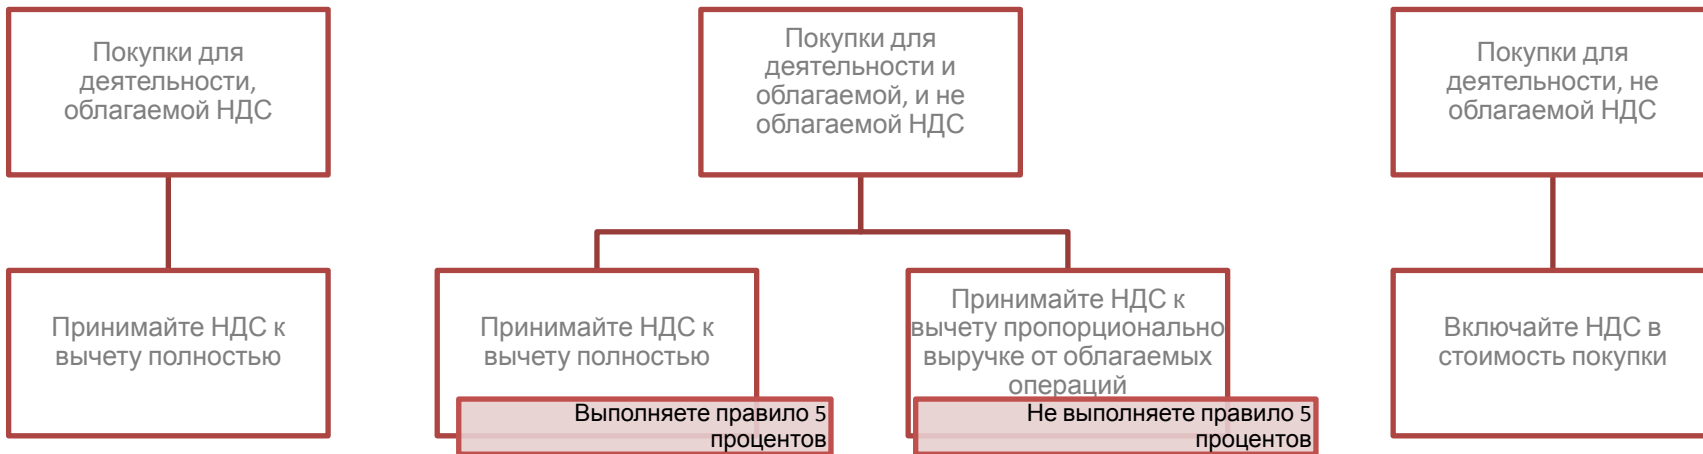 Покупки для
деятельности,
облагаемой НДС
Покупки для
деятельности и
облагаемой, и не
облагаемой НДС
Покупки для
деятельности, не
облагаемой НДС
Принимайте НДС к
вычету полностью
Принимайте НДС к
вычету полностью
Выполняете правило 5
процентов
Принимайте НДС к
вычету пропорционально
выручке от облагаемых
операций
Не выполняете правило 5
процентов
Включайте НДС в
стоимость покупки